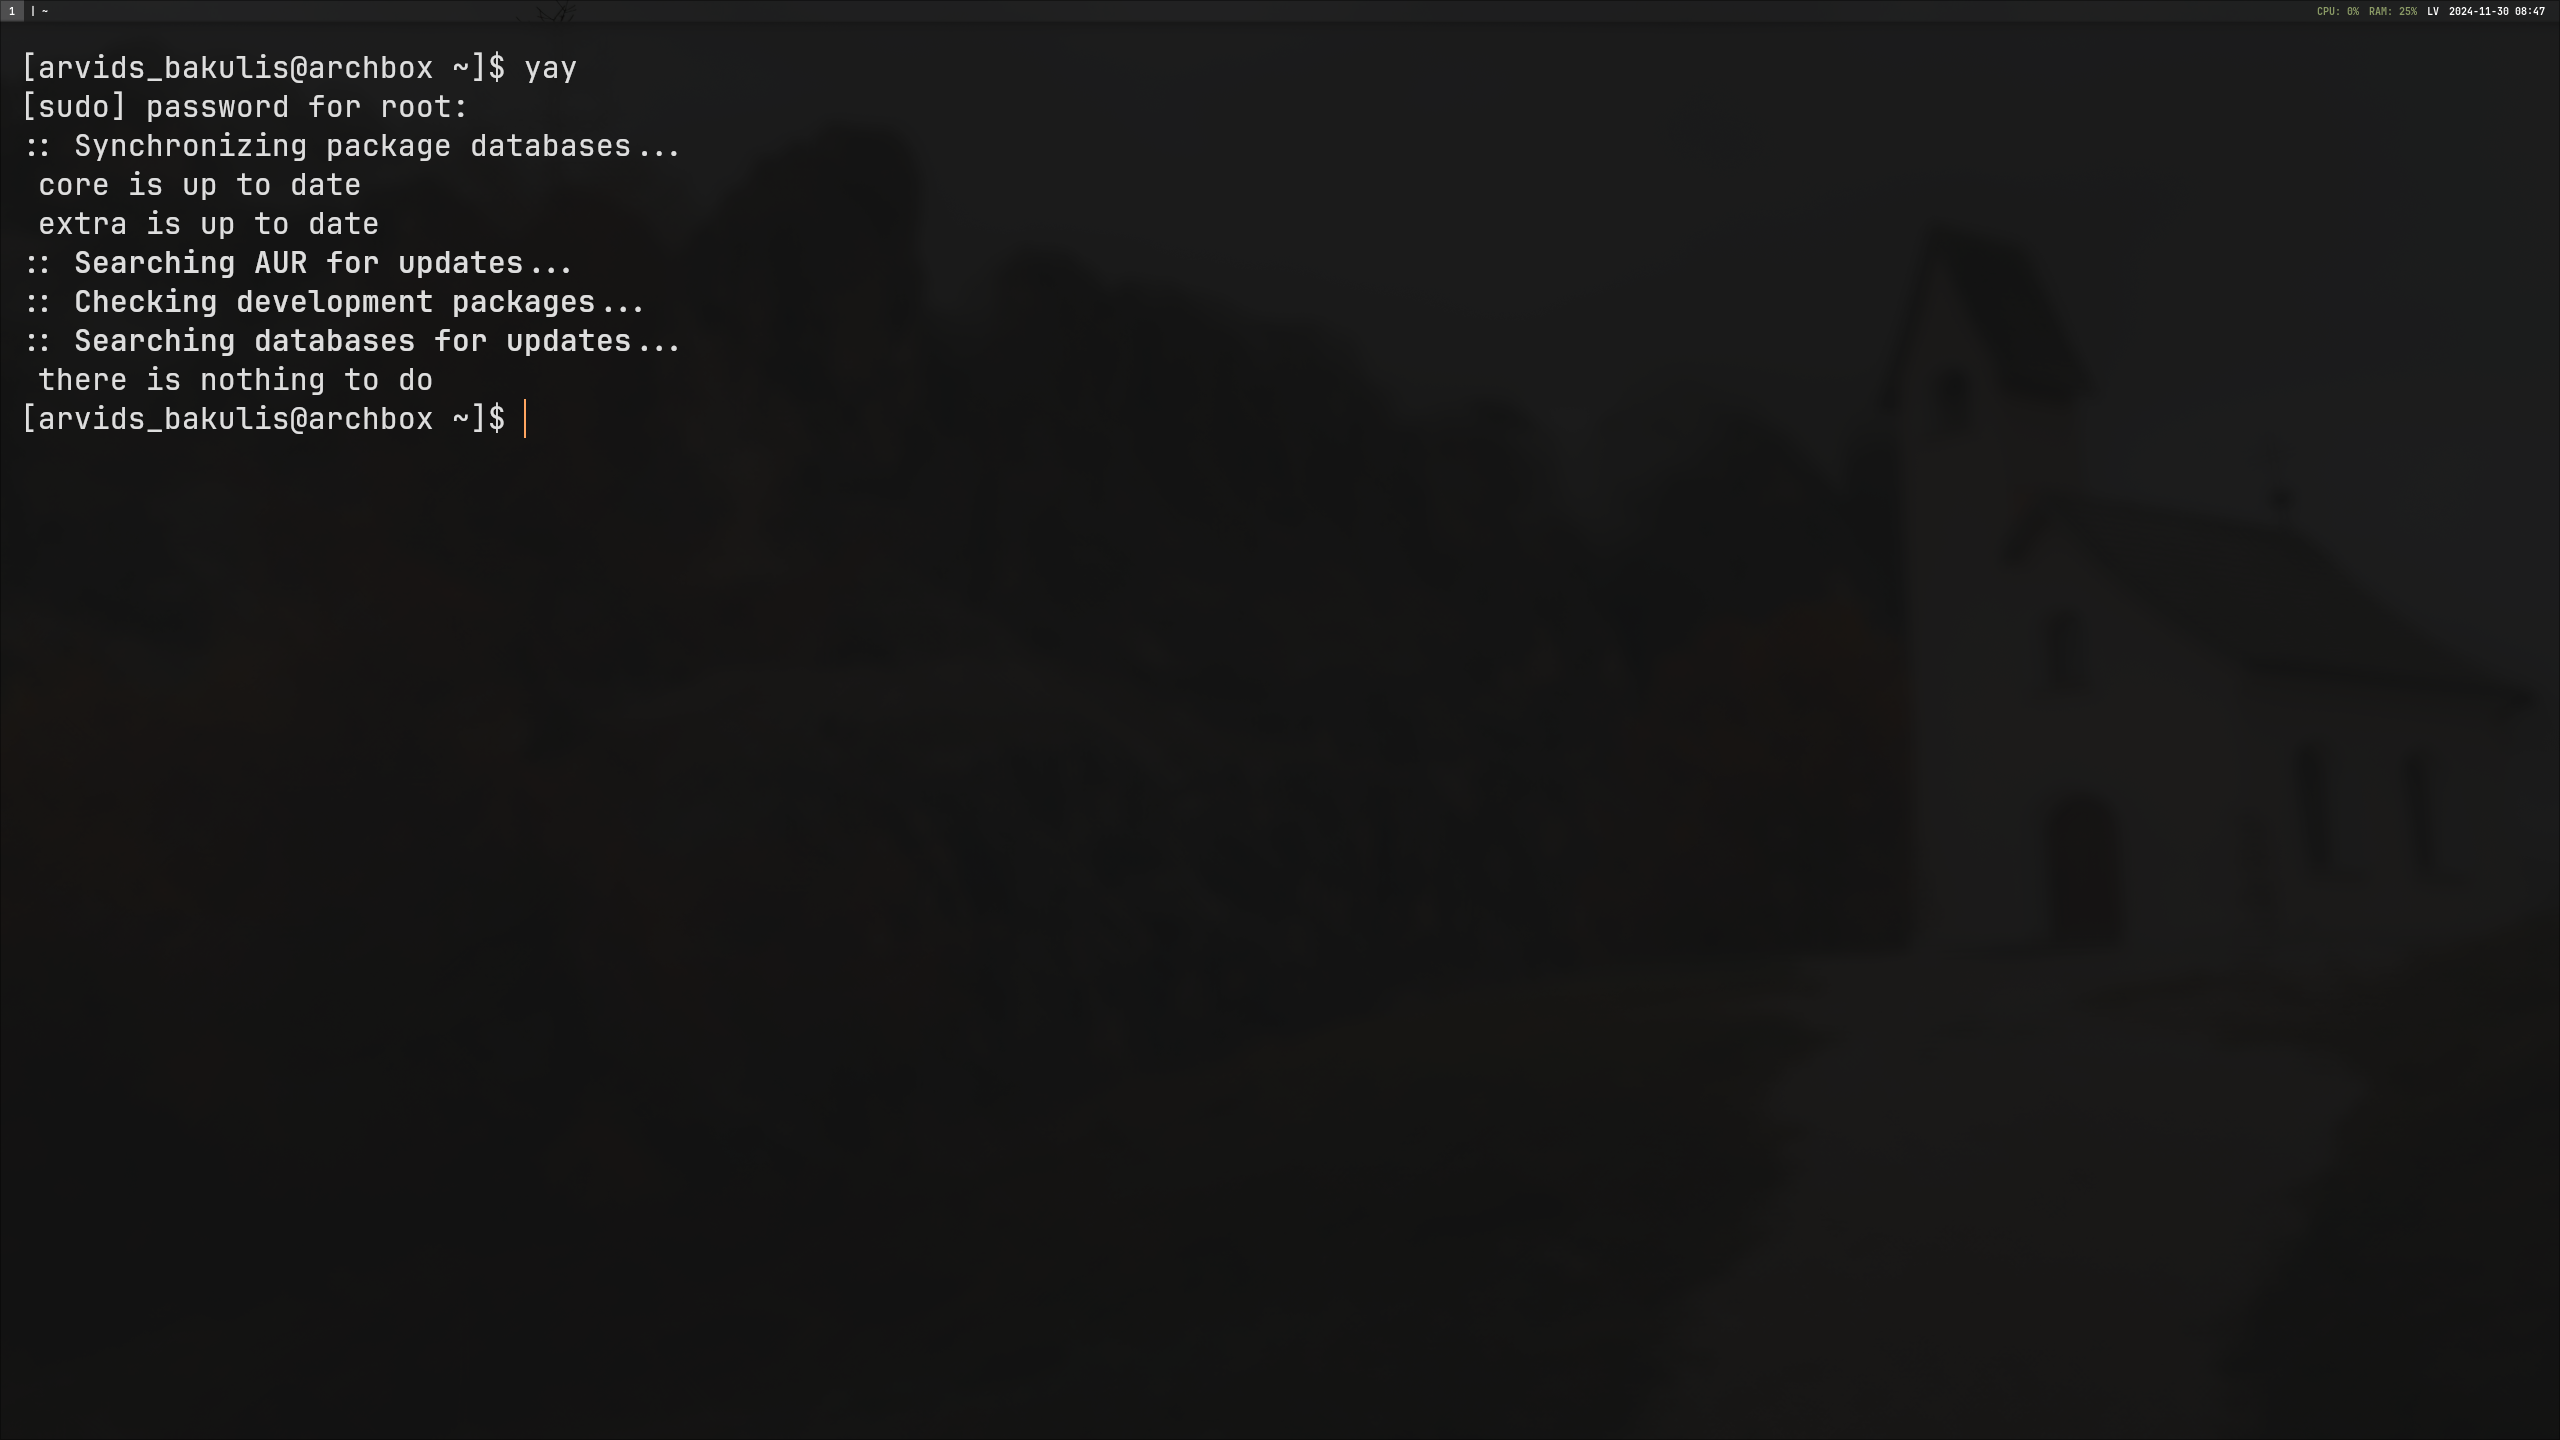 1 | ~ CPU: 0% RAM: 25% LV 2024-11-30 08:47
[arvids_bakulis@archbox ~]$ yay
[sudo] password for root:
:: Synchronizing package databases...
 core is up to date
 extra is up to date
:: Searching AUR for updates...
:: Checking development packages...
:: Searching databases for updates...
 there is nothing to do
[arvids_bakulis@archbox ~]$